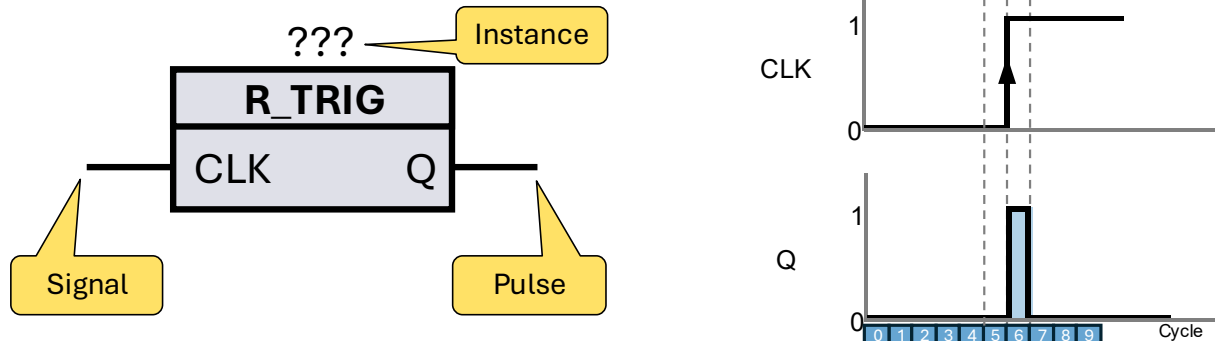 ???
Instance
R_TRIG
CLK Q
Signal
Pulse
1
CLK
0
1
Q
0
0 1 2 3 4 5 6 7 8 9
Cycle